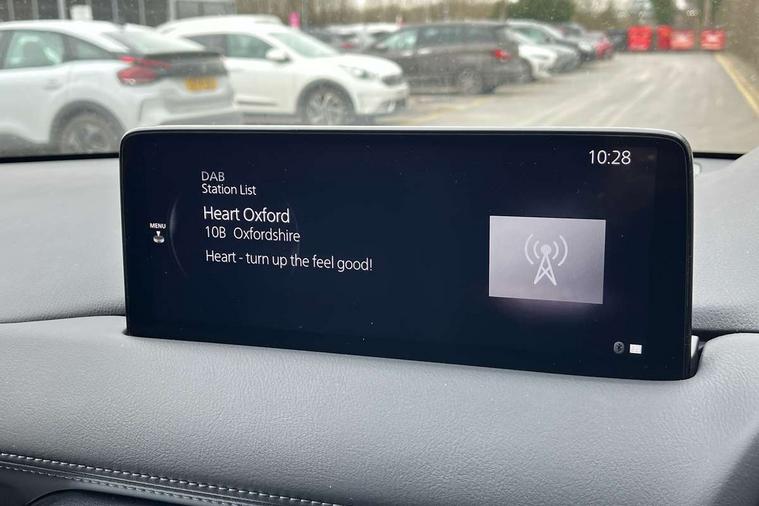 10:28
DAB
Station List
Heart Oxford
10B Oxfordshire
Heart - turn up the feel good!
MENU